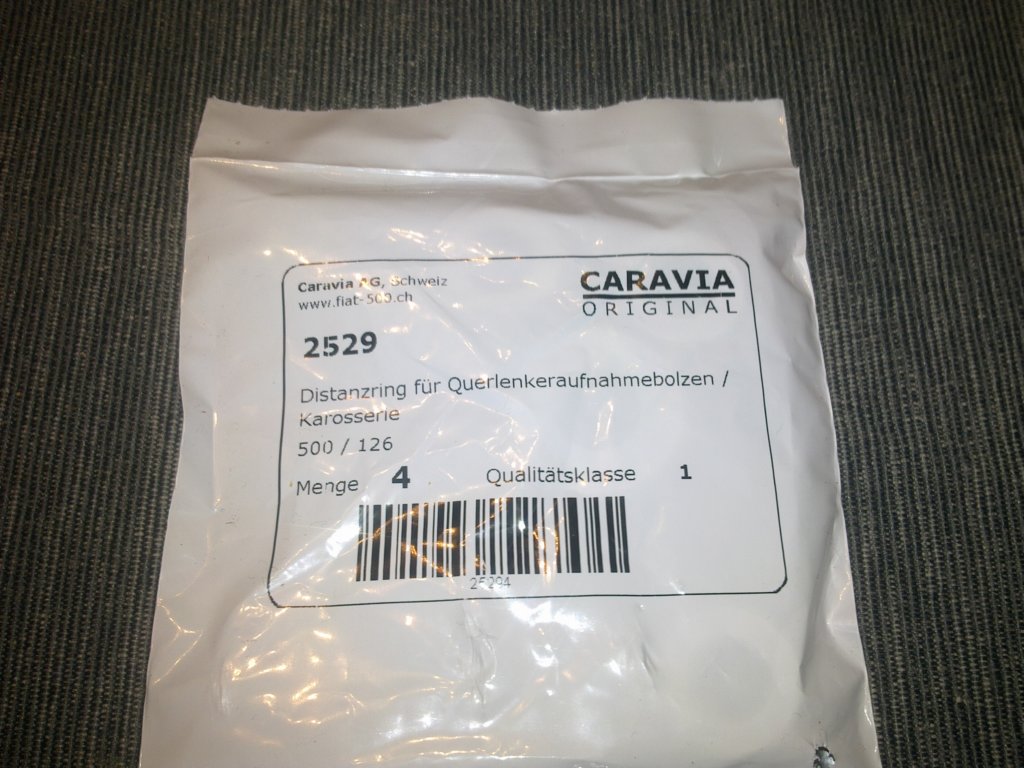 Caravia AG, Schweiz
www.fiat-500.ch
CARAVIA
ORIGINAL
2529
Distanzring für Querlenkeraufnahmebolzen /
Karosserie
500 / 126
Menge 4 Qualitätsklasse 1
25294